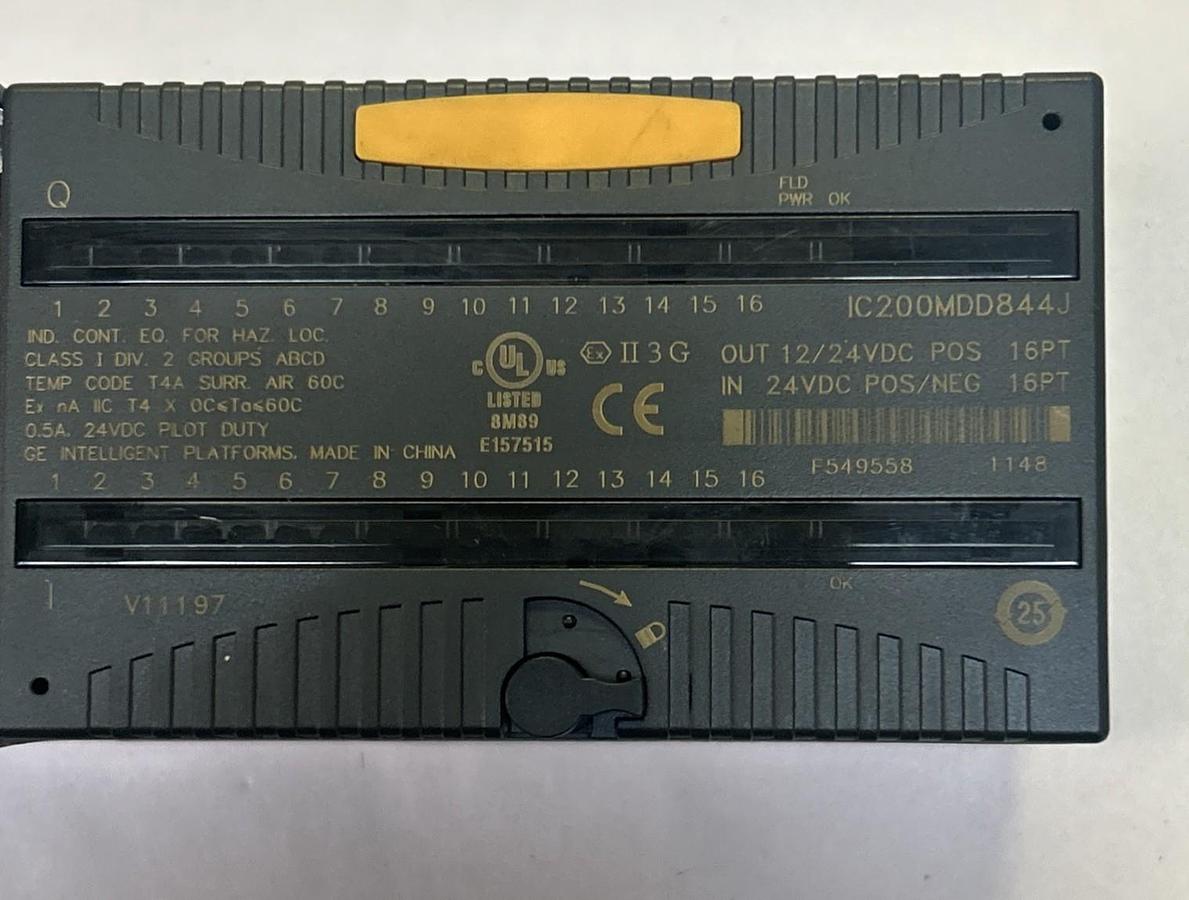 Q
FLD
PWR OK
1 2 3 4 5 6 7 8 9 10 11 12 13 14 15 16
IC200MDD844J
IND. CONT. EQ. FOR HAZ. LOC.
CLASS I DIV. 2 GROUPS ABCD
TEMP CODE T4A SURR. AIR 60C
Ex nA IIC T4 X 0C≤Ta≤60C
0.5A, 24VDC PLOT DUTY
GE INTELLIGENT PLATFORMS. MADE IN CHINA
C UL US
LISTED
8M89
E157515
Ex II 3 G
CE
OUT 12/24VDC POS 16PT
IN 24VDC POS/NEG 16PT
F549558 1148
1 2 3 4 5 6 7 8 9 10 11 12 13 14 15 16
I
V11197
OK
25